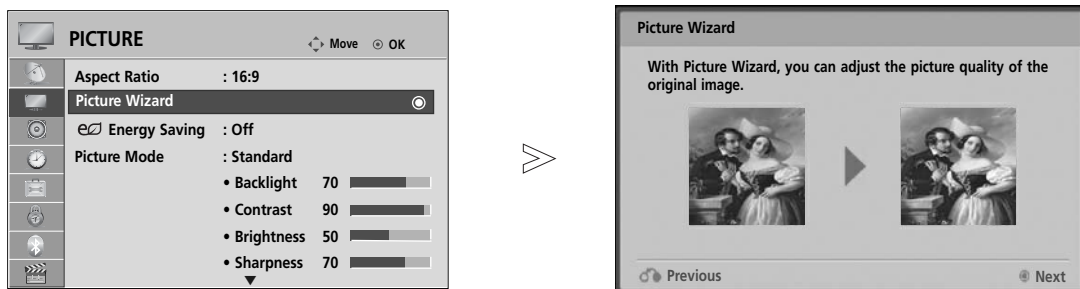 PICTURE
Move OK
Aspect Ratio : 16:9
Picture Wizard
Energy Saving : Off
Picture Mode : Standard
• Backlight 70
• Contrast 90
• Brightness 50
• Sharpness 70
Picture Wizard
With Picture Wizard, you can adjust the picture quality of the
original image.
Previous
Next